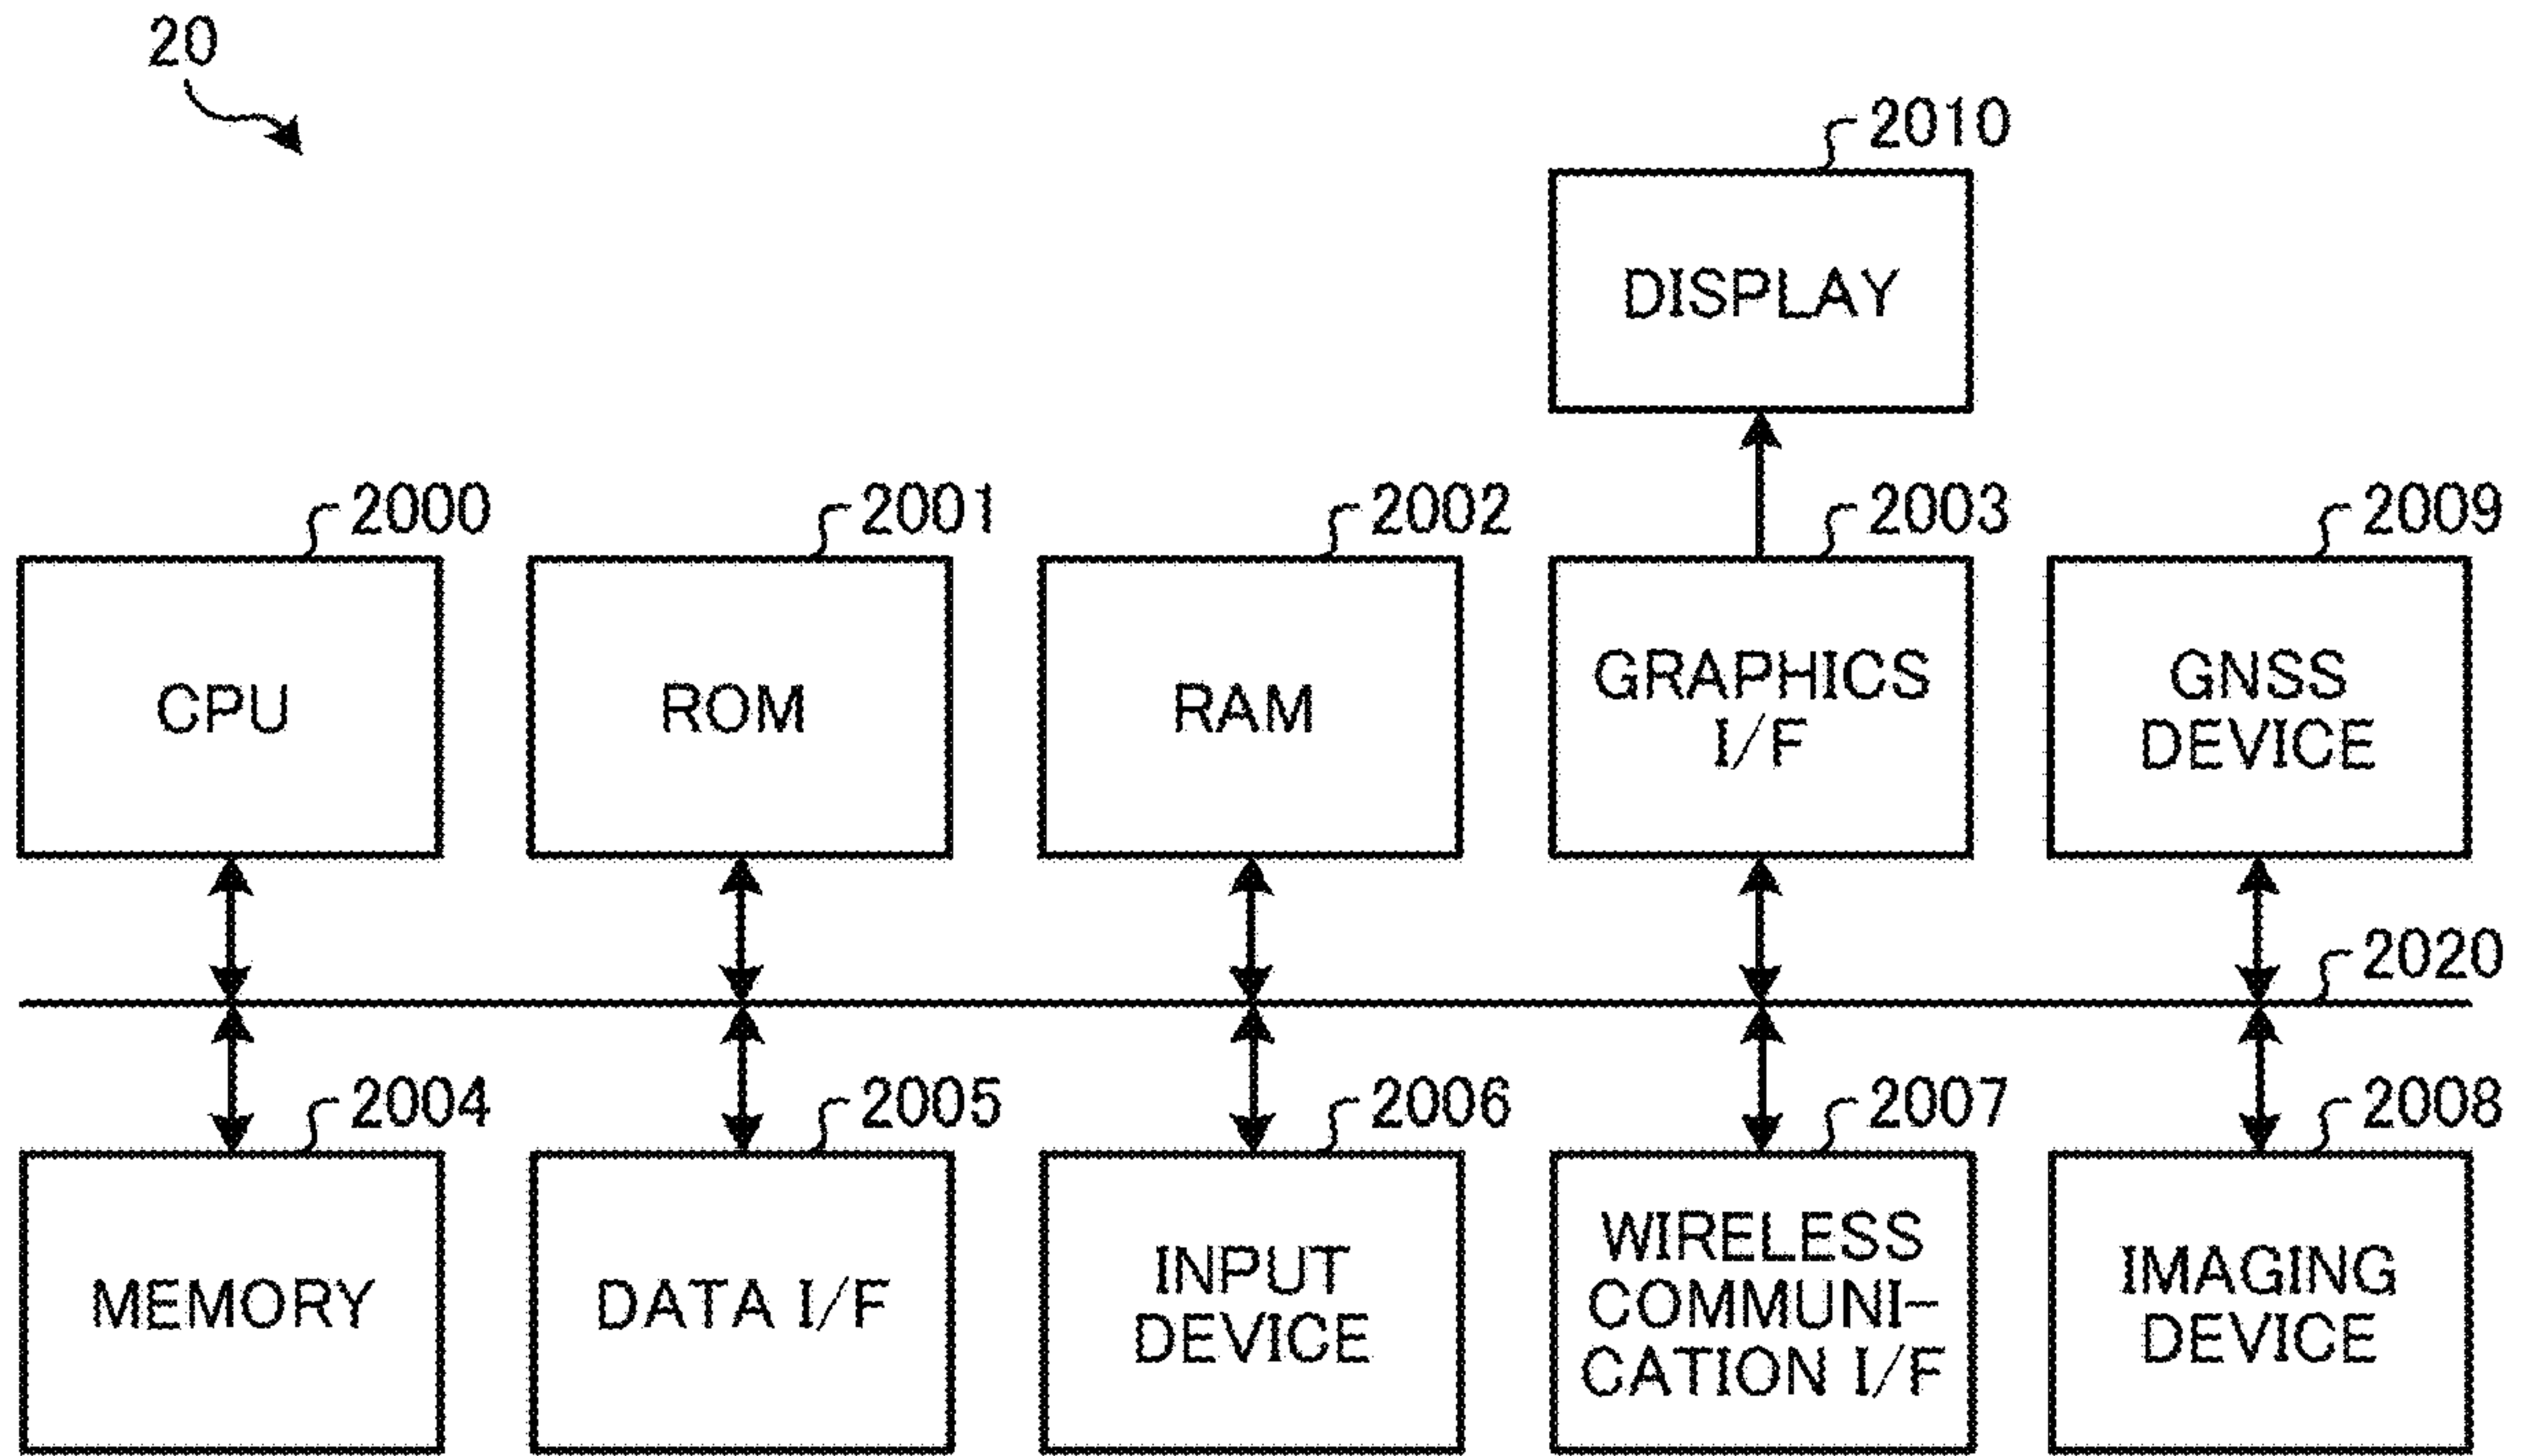 20
2010
DISPLAY
2000
2001
2002
2003
2009
CPU
ROM
RAM
GRAPHICS
I/F
GNSS
DEVICE
2020
2004
2005
2006
2007
2008
MEMORY
DATA I/F
INPUT
DEVICE
WIRELESS
COMMUNI-
CATION I/F
IMAGING
DEVICE